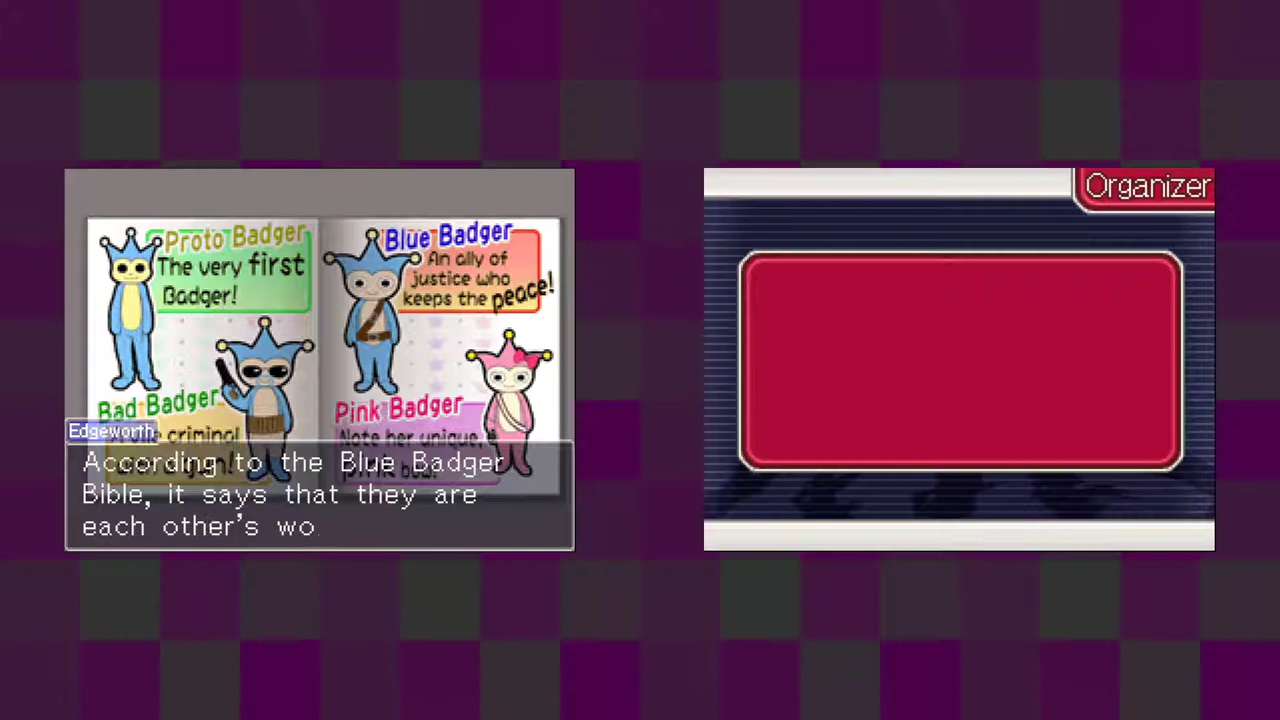 Organizer
Proto Badger
The very first
Badger!
Blue Badger
An ally of
justice who
keeps the peace!
Bad Badger
criminal
Pink Badger
Note her unique,
Edgeworth
According to the Blue Badger
Bible, it says that they are
each other's wo